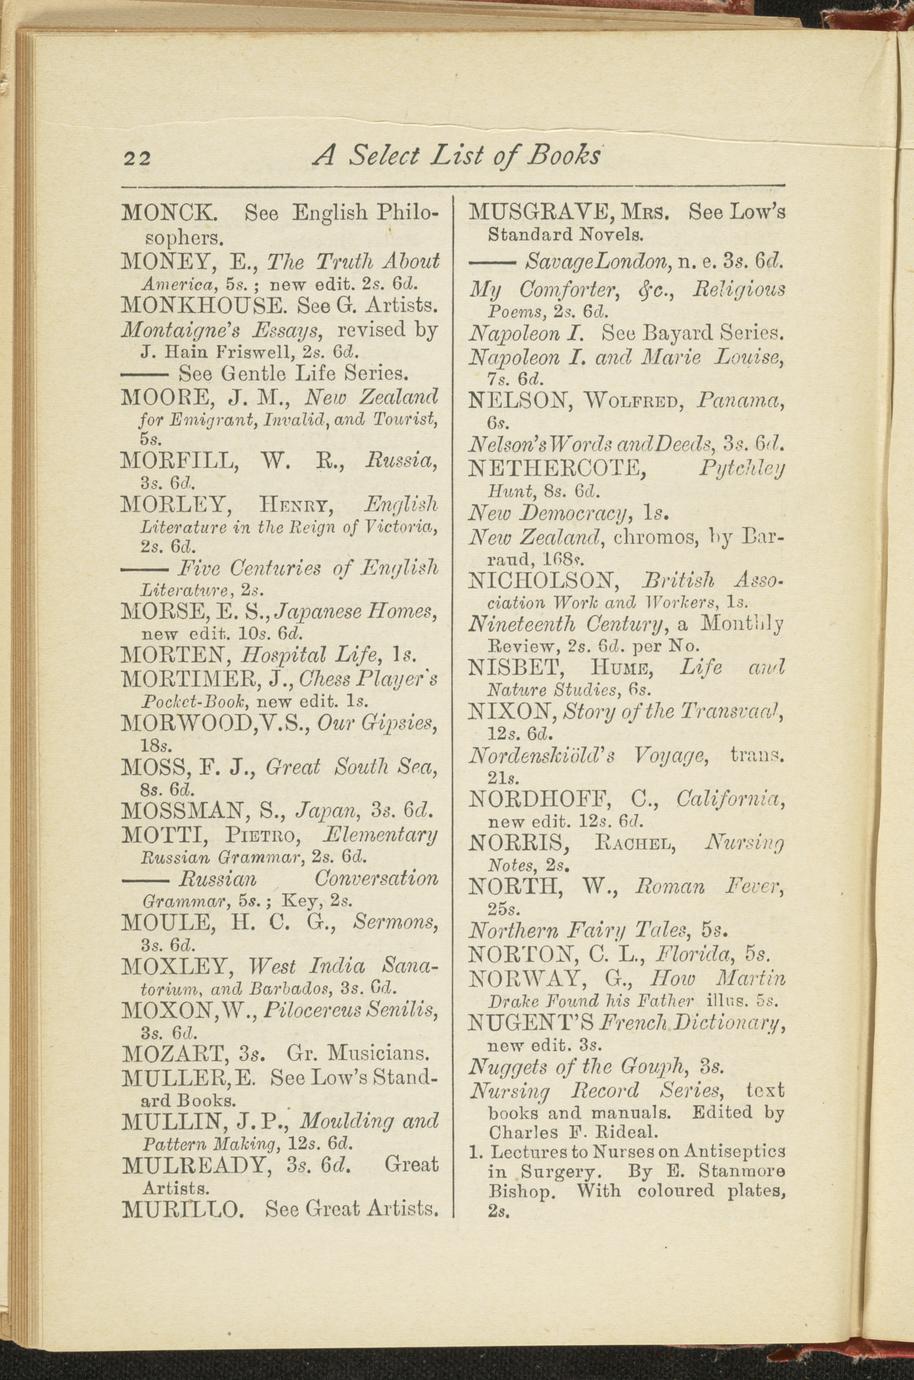 22
A Select List of Books
MONCK. See English Philo-
sophers.
MONEY, E., The Truth About
America, 5s. ; new edit. 2s. 6d.
MONKHOUSE. See G. Artists.
Montaigne's Essays, revised by
J. Hain Friswell, 2s. 6d.
—— See Gentle Life Series.
MOORE, J. M., New Zealand
for Emigrant, Invalid, and Tourist,
5s.
MORFILL, W. R., Russia,
3s. 6d.
MORLEY, HENRY, English
Literature in the Reign of Victoria,
2s. 6d.
—— Five Centuries of English
Literature, 2s.
MORSE, E. S., Japanese Homes,
new edit. 10s. 6d.
MORTEN, Hospital Life, 1s.
MORTIMER, J., Chess Player's
Pocket-Book, new edit. 1s.
MORWOOD, V.S., Our Gipsies,
18s.
MOSS, F. J., Great South Sea,
8s. 6d.
MOSSMAN, S., Japan, 3s. 6d.
MOTTI, PIETRO, Elementary
Russian Grammar, 2s. 6d.
—— Russian Conversation
Grammar, 5s. ; Key, 2s.
MOULE, H. C. G., Sermons,
3s. 6d.
MOXLEY, West India Sana-
torium, and Barbados, 3s. 6d.
MOXON, W., Pilocereus Senilis,
3s. 6d.
MOZART, 3s. Gr. Musicians.
MULLER, E. See Low's Stand-
ard Books.
MULLIN, J. P., Moulding and
Pattern Making, 12s. 6d.
MULREADY, 3s. 6d. Great
Artists.
MURILLO. See Great Artists.
MUSGRAVE, MRS. See Low's
Standard Novels.
—— Savage London, n. e. 3s. 6d.
My Comforter, &c., Religious
Poems, 2s. 6d.
Napoleon I. See Bayard Series.
Napoleon I. and Marie Louise,
7s. 6d.
NELSON, WOLFRED, Panama,
6s.
Nelson's Words and Deeds, 3s. 6d.
NETHERCOTE, Pytchley
Hunt, 8s. 6d.
New Democracy, 1s.
New Zealand, chromos, by Bar-
raud, 168s.
NICHOLSON, British Asso-
ciation Work and Workers, 1s.
Nineteenth Century, a Monthly
Review, 2s. 6d. per No.
NISBET, HUME, Life and
Nature Studies, 6s.
NIXON, Story of the Transvaal,
12s. 6d.
Nordenskiöld's Voyage, trans.
21s.
NORDHOFF, C., California,
new edit. 12s. 6d.
NORRIS, RACHEL, Nursing
Notes, 2s.
NORTH, W., Roman Fever,
25s.
Northern Fairy Tales, 5s.
NORTON, C. L., Florida, 5s.
NORWAY, G., How Martin
Drake Found his Father illus. 5s.
NUGENT'S French Dictionary,
new edit. 3s.
Nuggets of the Gouph, 3s.
Nursing Record Series, text
books and manuals. Edited by
Charles F. Rideal.
1. Lectures to Nurses on Antiseptics
in Surgery. By E. Stanmore
Bishop. With coloured plates,
2s.